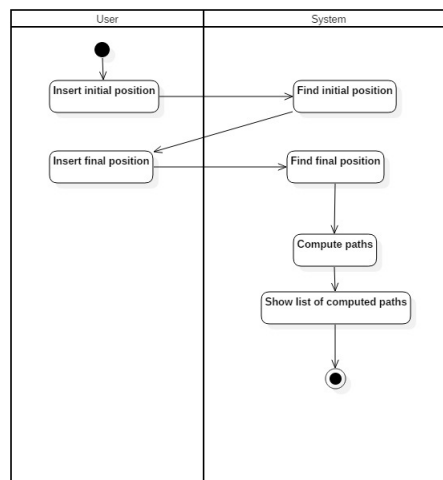 User
System
Insert initial position
Find initial position
Insert final position
Find final position
Compute paths
Show list of computed paths